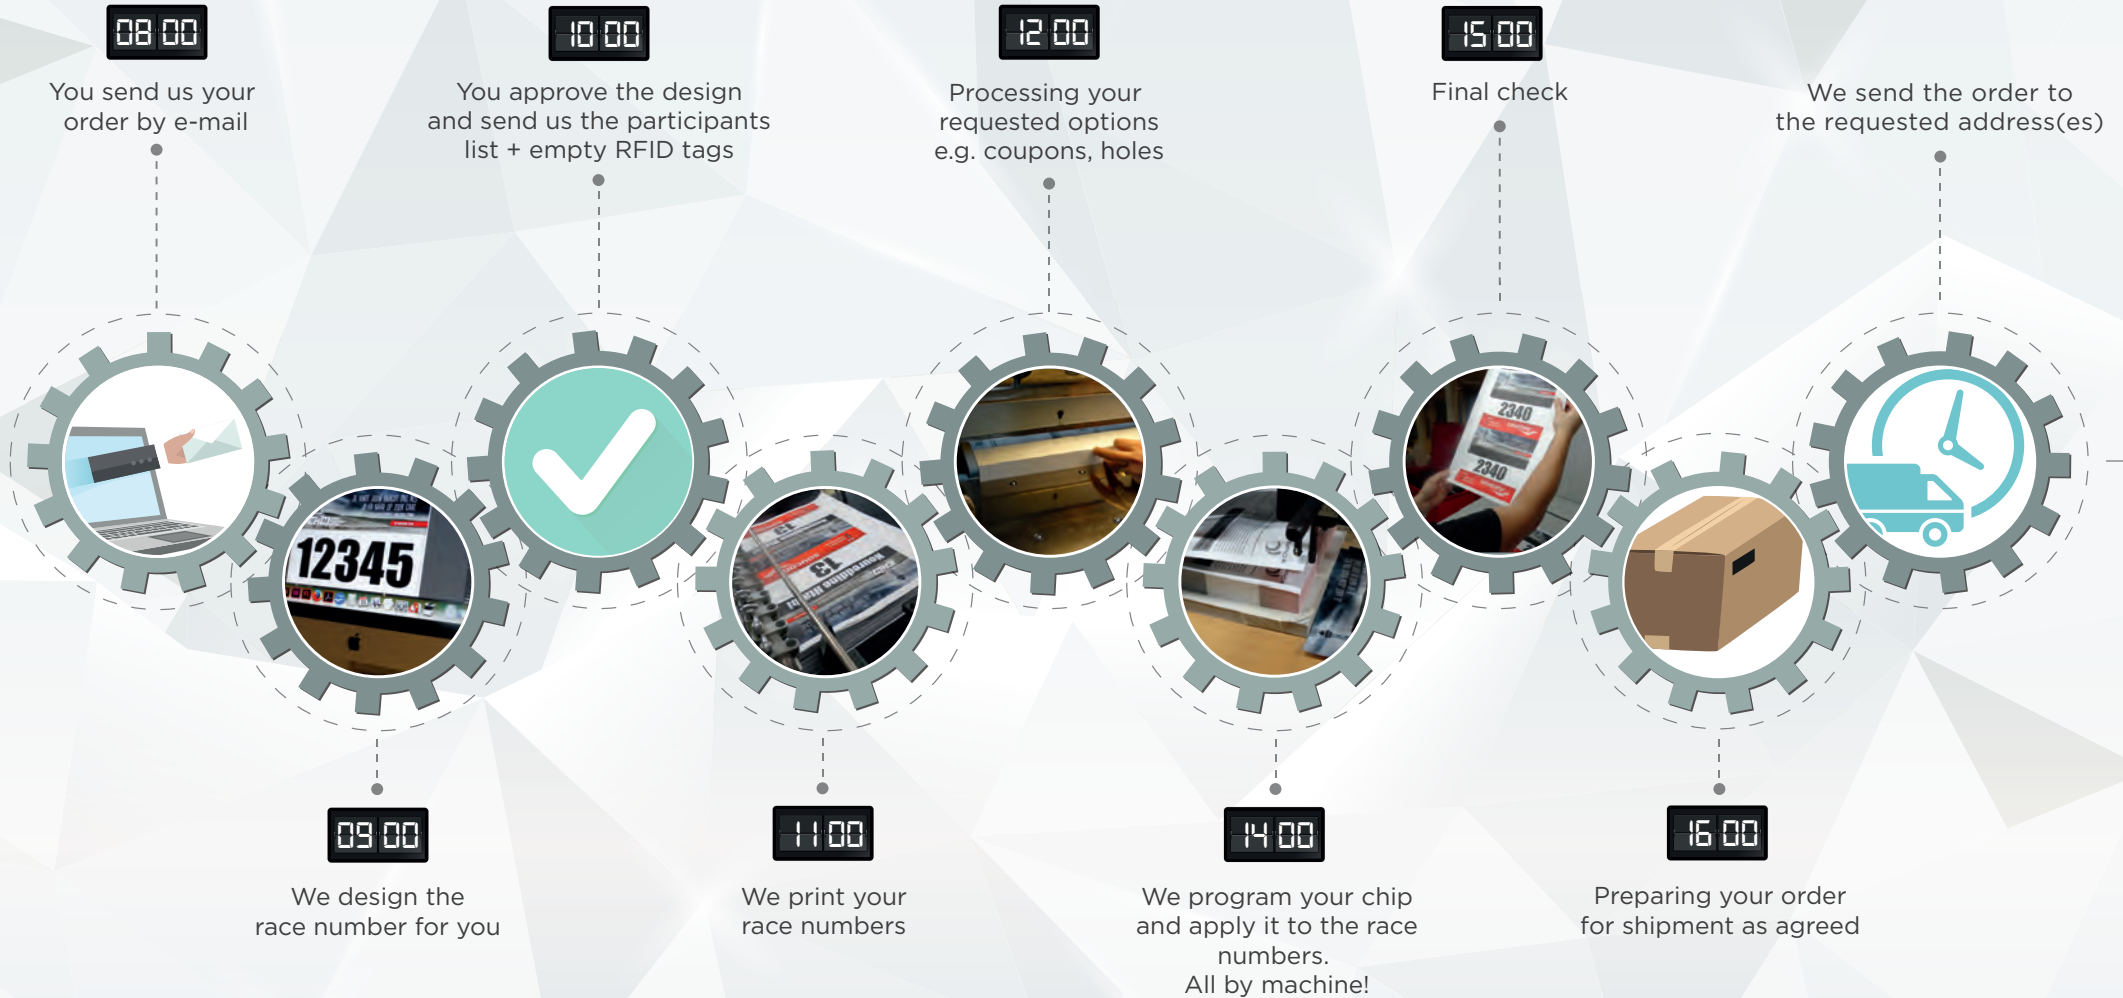 08 00
You send us your
order by e-mail
09 00
We design the
race number for you
10 00
You approve the design
and send us the participants
list + empty RFID tags
11 00
We print your
race numbers
12 00
Processing your
requested options
e.g. coupons, holes
14 00
We program your chip
and apply it to the race
numbers.
All by machine!
15 00
Final check
16 00
Preparing your order
for shipment as agreed
We send the order to
the requested address(es)
12345
13
Noureddine
2340
2340